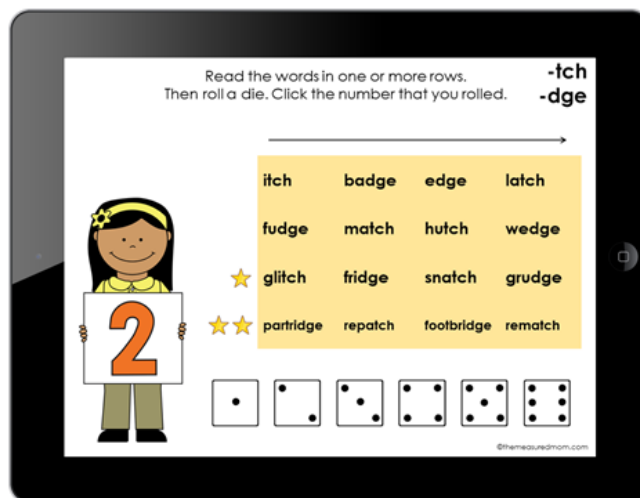 Read the words in one or more rows.
Then roll a die. Click the number that you rolled.
-tch
-dge
itch badge edge latch
fudge match hutch wedge
glitch fridge snatch grudge
partridge repatch footbridge rematch
2
©themeasuredmom.com